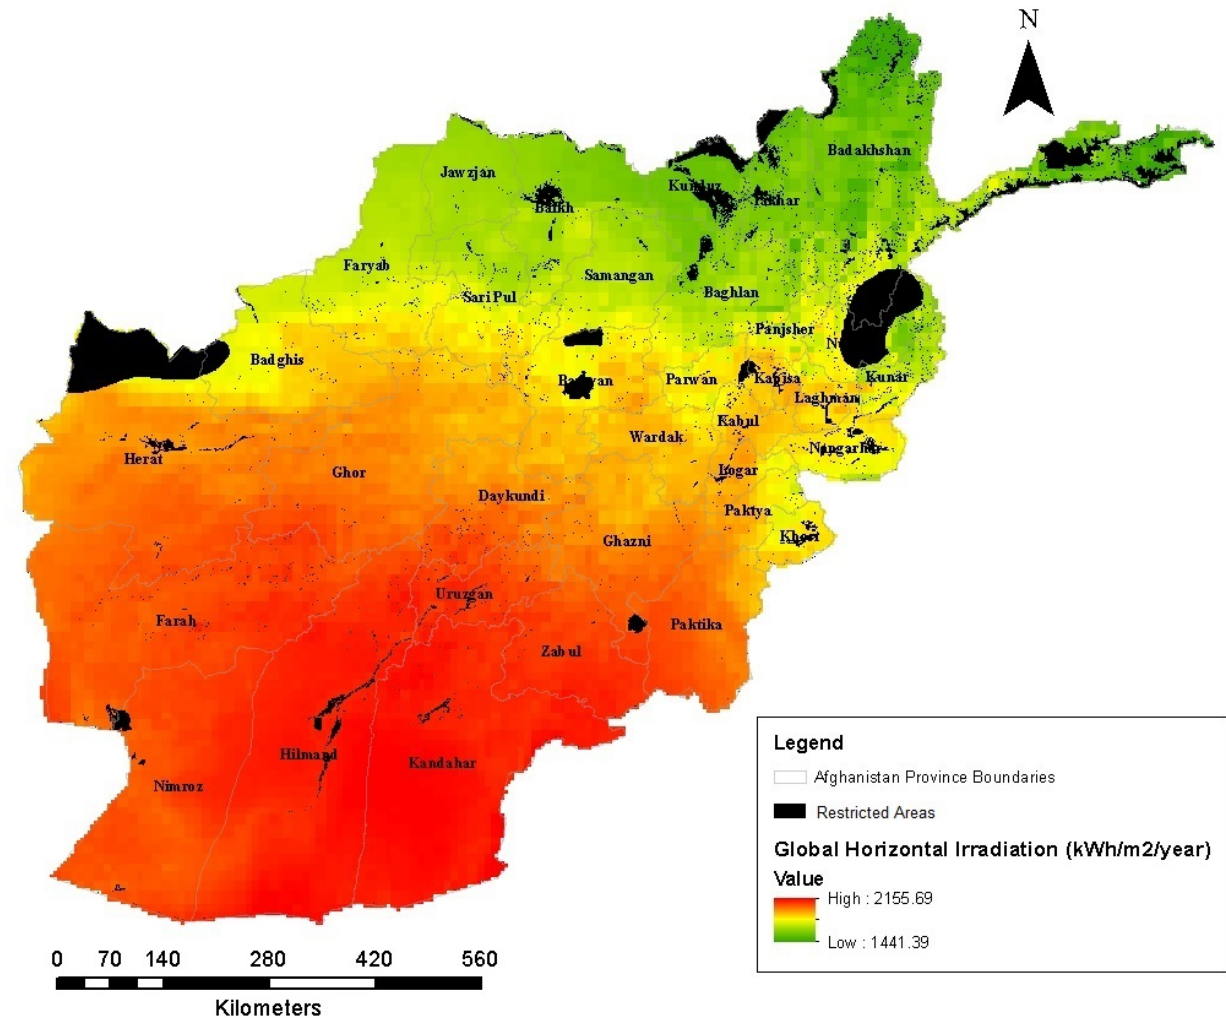 N
Badakhshan
Jawzjan
Kunduz
Balkh
Takhar
Faryab
Samangan
Sari Pul
Baghlan
Panjsher
Badghis
Kunar
Bamyan
Parwan
Kapisa
Laghman
Kabul
Wardak
Nangarhar
Herat
Ghor
Logar
Daykundi
Paktya
Ghazni
Khost
Uruzgan
Farah
Paktika
Zabul
Hilmand
Kandahar
Nimroz
Legend
Afghanistan Province Boundaries
Restricted Areas
Global Horizontal Irradiation (kWh/m2/year)
Value
High : 2155.69
Low : 1441.39
0 70 140 280 420 560
Kilometers